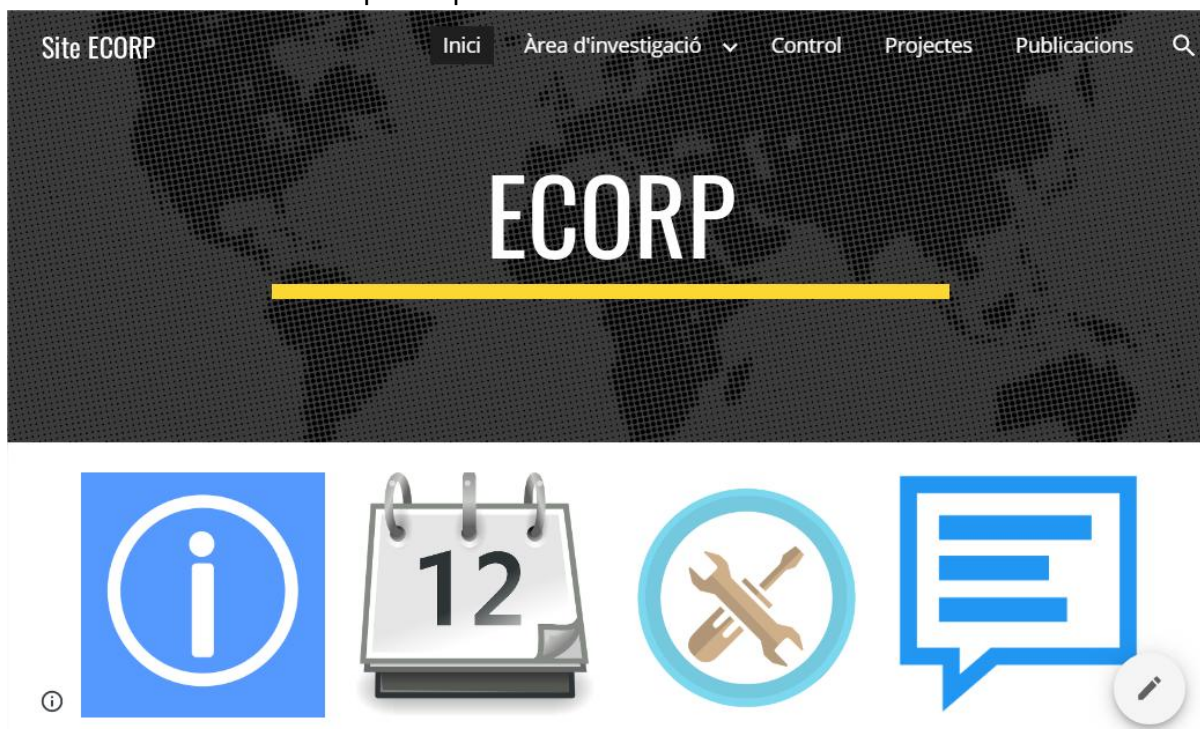 Site ECORP
Inici Àrea d'investigació Control Projectes Publicacions
ECORP
12